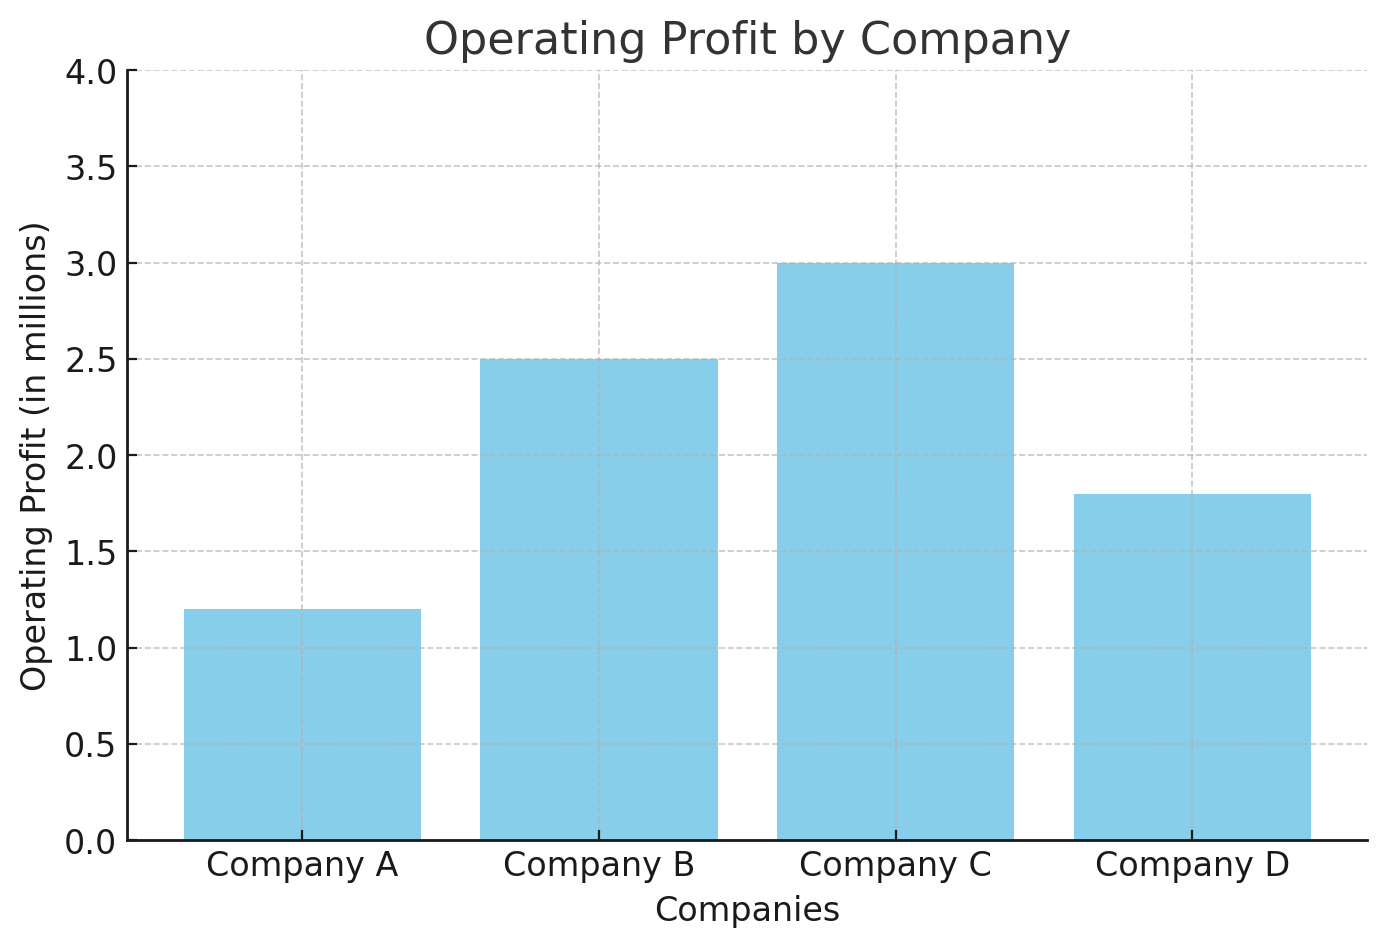 Operating Profit by Company
Operating Profit (in millions)
4.0
3.5
3.0
2.5
2.0
1.5
1.0
0.5
0.0
Company A Company B Company C Company D
Companies